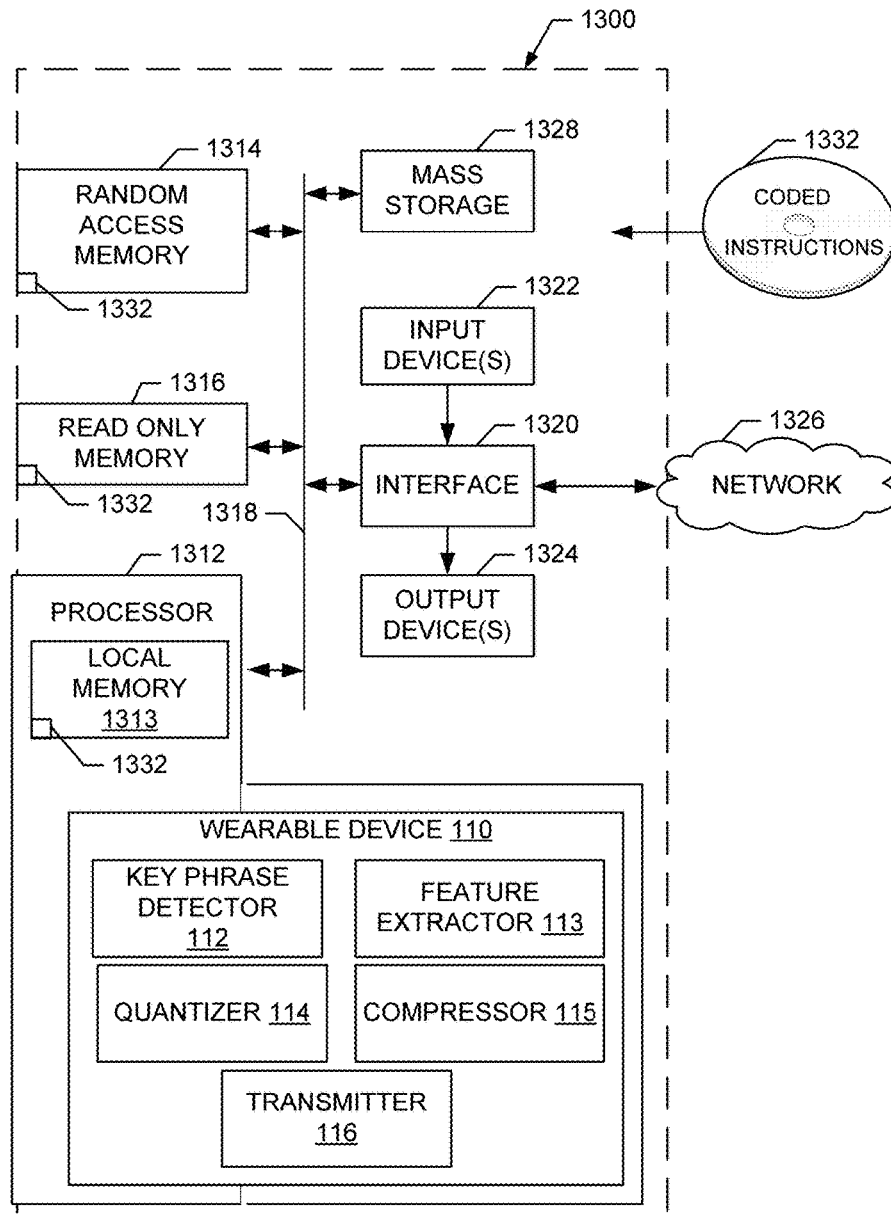 1300
1314
RANDOM
ACCESS
MEMORY
1332
1328
MASS
STORAGE
1332
CODED
INSTRUCTIONS
1322
INPUT
DEVICE(S)
1316
READ ONLY
MEMORY
1332
1320
INTERFACE
1326
NETWORK
1318
1324
OUTPUT
DEVICE(S)
1312
PROCESSOR
LOCAL
MEMORY
1313
1332
WEARABLE DEVICE 110
KEY PHRASE
DETECTOR
112
FEATURE
EXTRACTOR 113
QUANTIZER 114
COMPRESSOR 115
TRANSMITTER
116